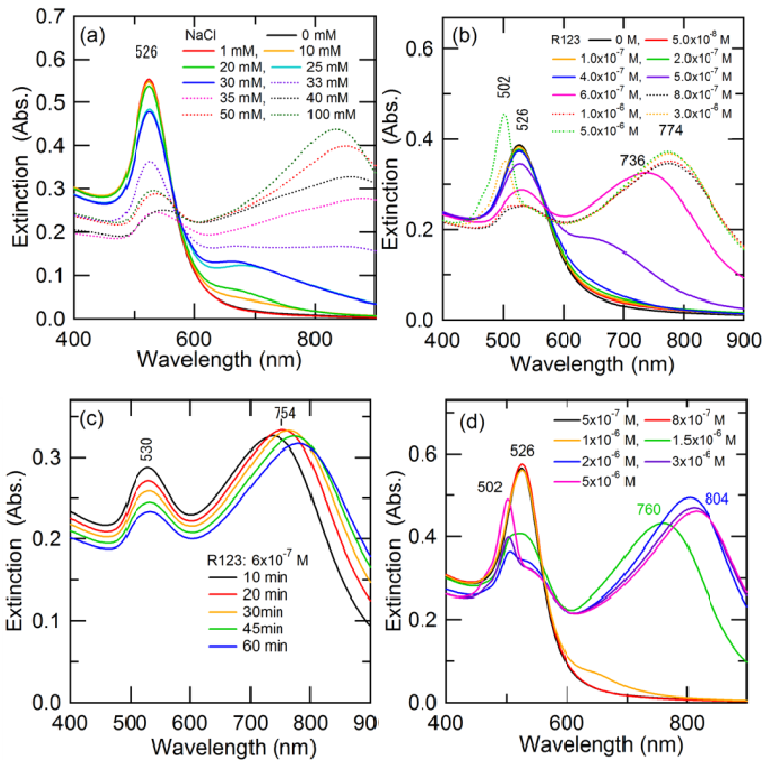 (a)
NaCl
0 mM
1 mM,
10 mM
20 mM,
25 mM
30 mM,
33 mM
35 mM,
40 mM
50 mM,
100 mM
526
Extinction (Abs.)
0.7
0.6
0.5
0.4
0.3
0.2
0.1
0.0
400 500 600 700 800
Wavelength (nm)
(b)
R123
0 M,
5.0x10⁻⁸ M
1.0x10⁻⁷ M,
2.0x10⁻⁷ M
4.0x10⁻⁷ M,
5.0x10⁻⁷ M
6.0x10⁻⁷ M,
8.0x10⁻⁷ M
1.0x10⁻⁶ M,
3.0x10⁻⁶ M
5.0x10⁻⁶ M
502
526
736
774
Extinction (Abs.)
0.6
0.4
0.2
0.0
400 500 600 700 800 900
Wavelength (nm)
(c)
754
530
R123: 6x10⁻⁷ M
10 min
20 min
30min
45min
60 min
Extinction (Abs.)
0.3
0.2
0.1
0.0
400 500 600 700 800 90
Wavelength (nm)
(d)
5x10⁻⁷ M,
8x10⁻⁷ M
1x10⁻⁶ M,
1.5x10⁻⁶ M
2x10⁻⁶ M,
3x10⁻⁶ M
5x10⁻⁶ M
526
502
760
804
Extinction (Abs.)
0.6
0.4
0.2
0.0
400 600 800
Wavelength (nm)